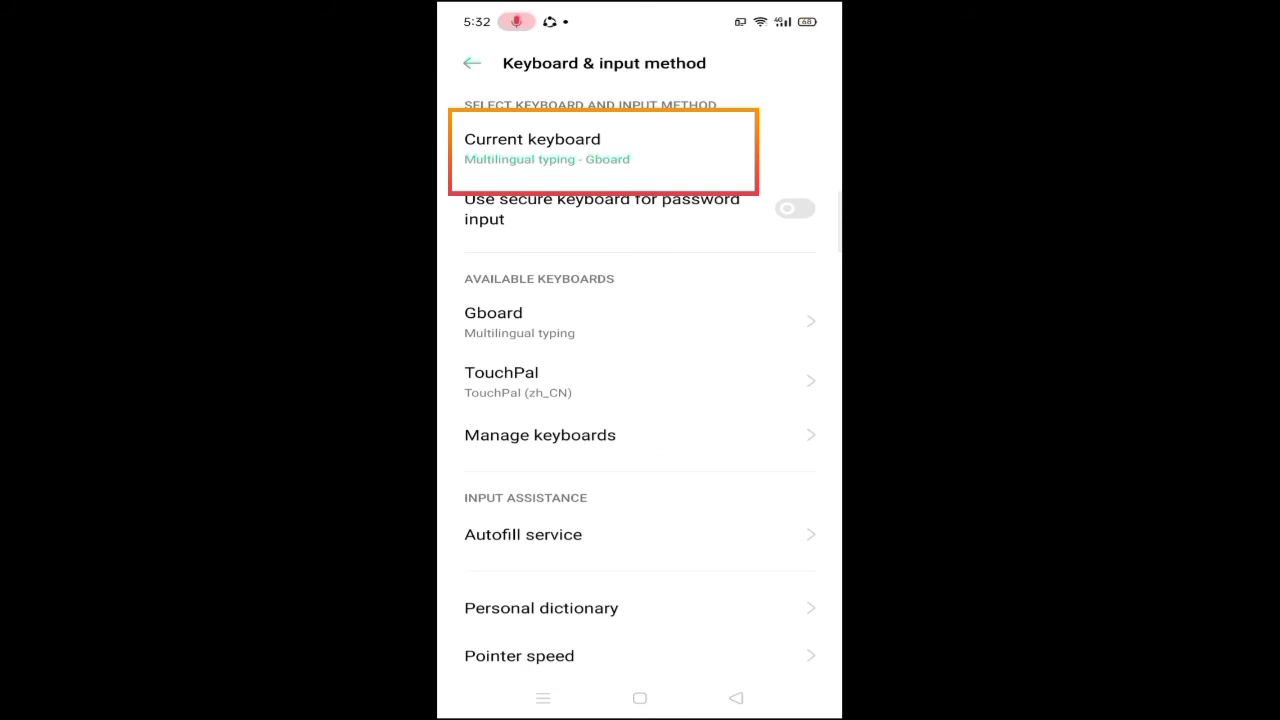 5:32
4G
68
Keyboard & input method
SELECT KEYBOARD AND INPUT METHOD
Current keyboard
Multilingual typing - Gboard
Use secure keyboard for password
input
AVAILABLE KEYBOARDS
Gboard
Multilingual typing
TouchPal
TouchPal (zh_CN)
Manage keyboards
INPUT ASSISTANCE
Autofill service
Personal dictionary
Pointer speed